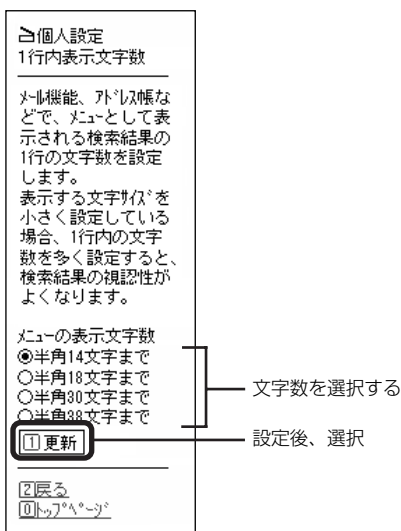 個人設定
1行内表示文字数
ﾒｰﾙ機能、ｱﾄﾞﾚｽ帳な
どで、ﾒﾆｭｰとして表
示される検索結果の
1行の文字数を設定
します。
表示する文字ｻｲｽﾞを
小さく設定している
場合、1行内の文字
数を多く設定すると、
検索結果の視認性が
よくなります。
ﾒﾆｭｰの表示文字数
◉半角14文字まで
○半角18文字まで
○半角30文字まで
○半角38文字まで
文字数を選択する
1更新
設定後、選択
2戻る
0ﾄｯﾌﾟﾍﾟｰｼﾞ